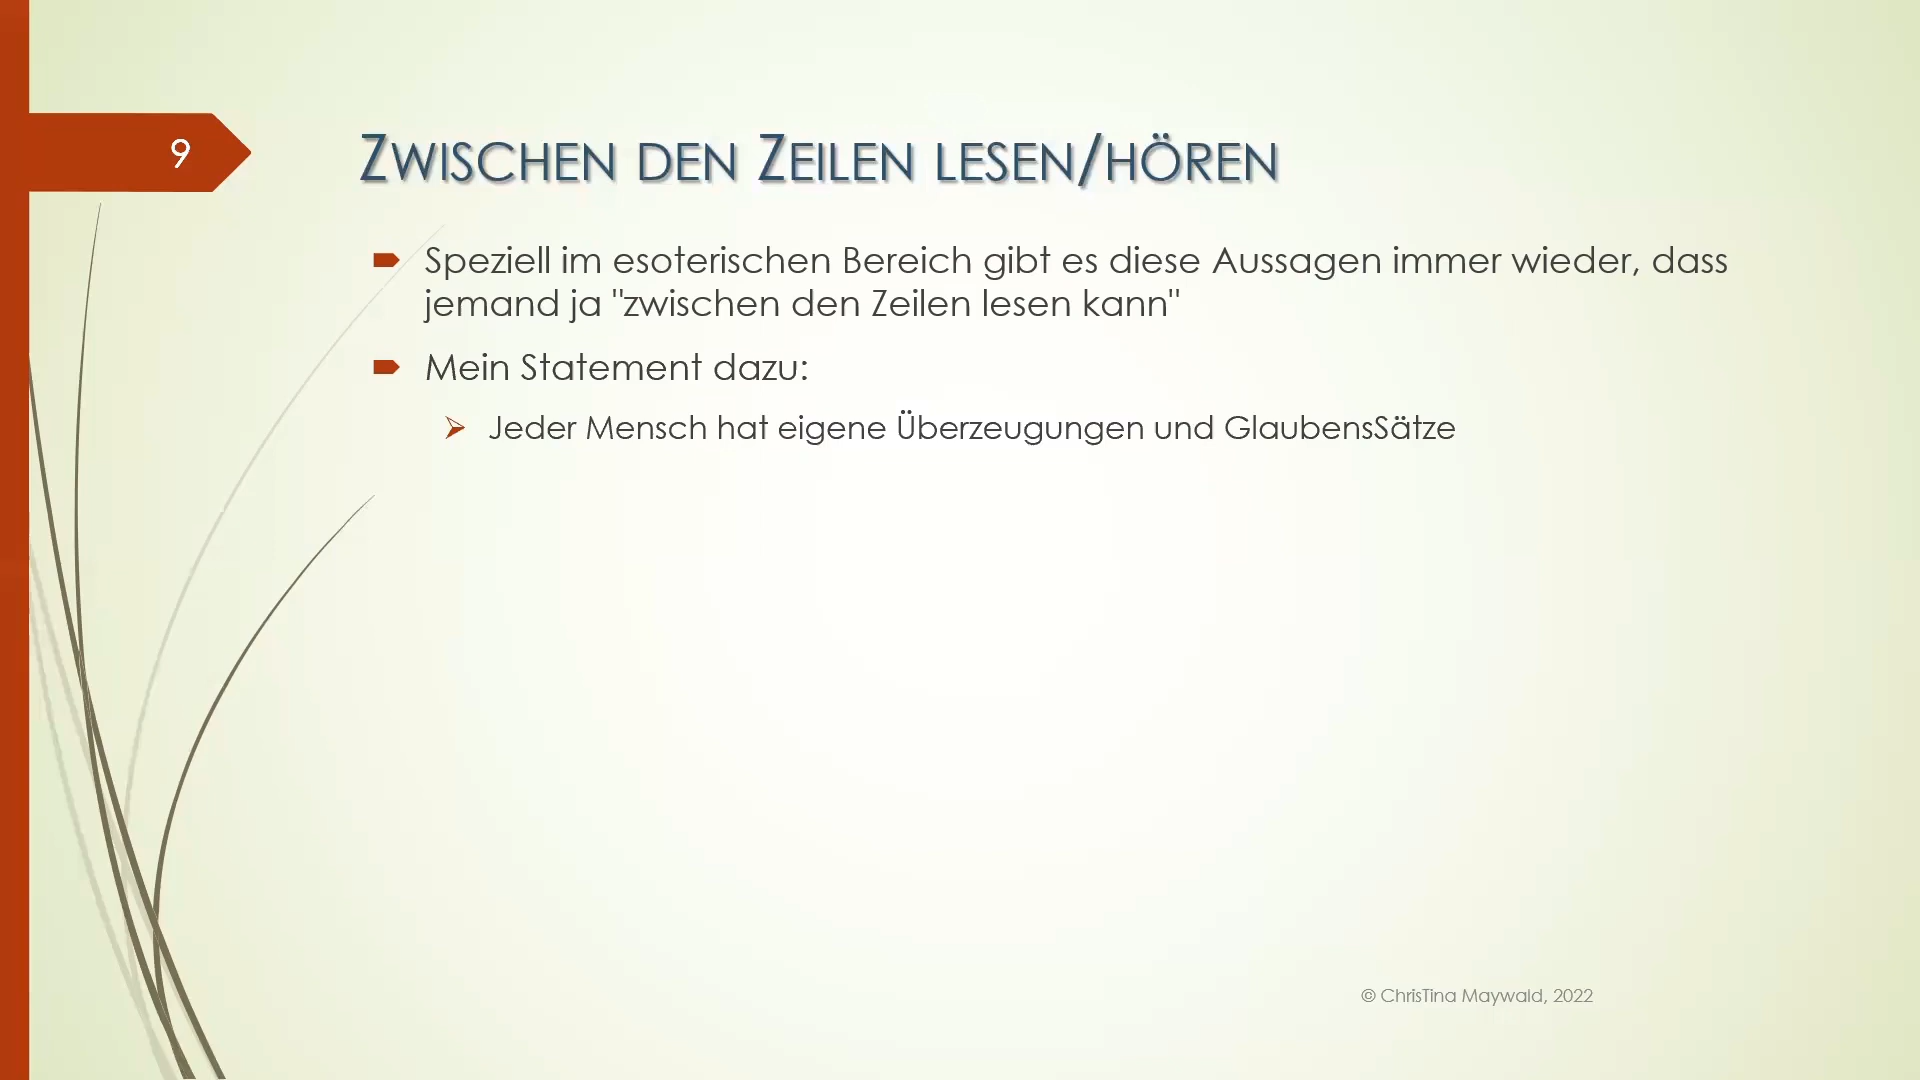 9
Zwischen den Zeilen lesen/hören
Speziell im esoterischen Bereich gibt es diese Aussagen immer wieder, dass
jemand ja "zwischen den Zeilen lesen kann"
Mein Statement dazu:
Jeder Mensch hat eigene Überzeugungen und GlaubensSätze
© ChrisTina Maywald, 2022